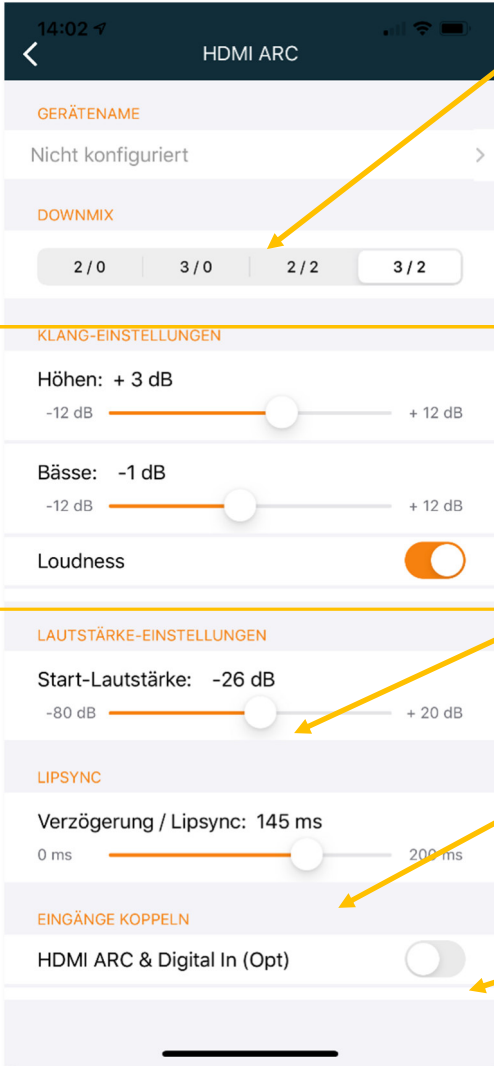 14:02
HDMI ARC
GERÄTENAME
Nicht konfiguriert
DOWNMIX
2 / 0 3 / 0 2 / 2 3 / 2
KLANG-EINSTELLUNGEN
Höhen: + 3 dB
-12 dB + 12 dB
Bässe: -1 dB
-12 dB + 12 dB
Loudness
LAUTSTÄRKE-EINSTELLUNGEN
Start-Lautstärke: -26 dB
-80 dB + 20 dB
LIPSYNC
Verzögerung / Lipsync: 145 ms
0 ms 200 ms
EINGÄNGE KOPPELN
HDMI ARC & Digital In (Opt)